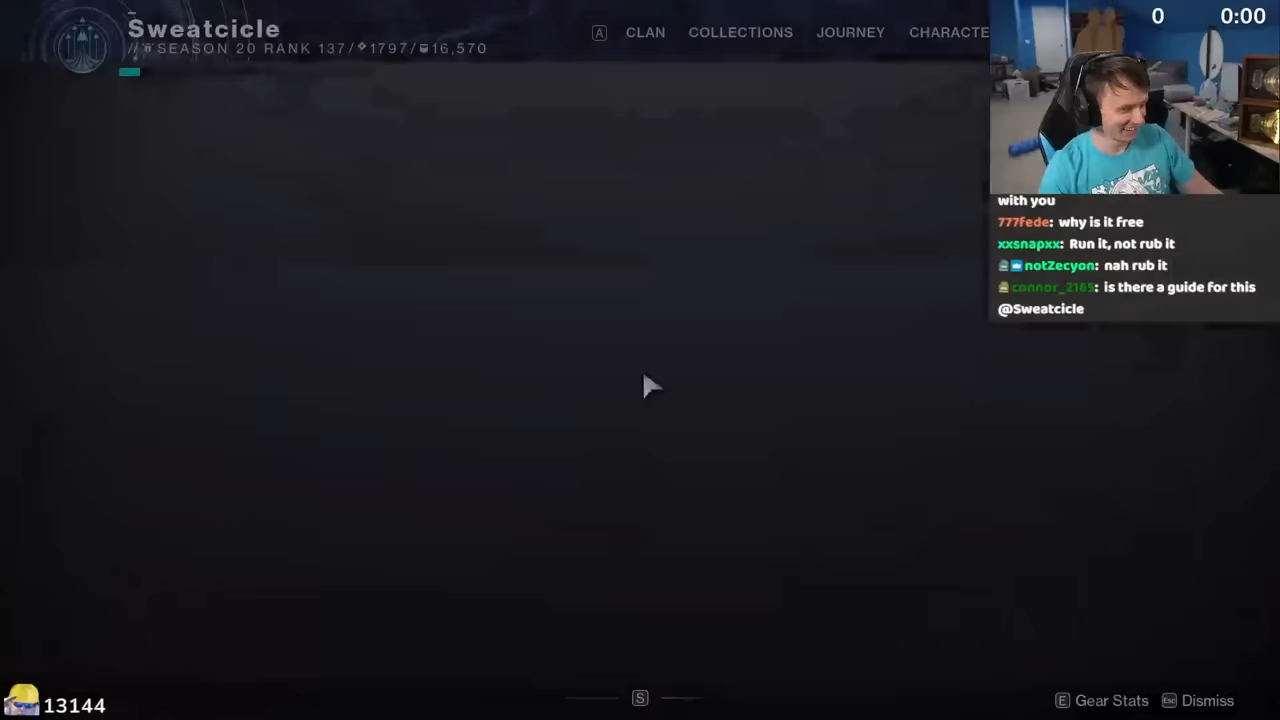 Sweatcicle
// SEASON 20 RANK 137/1797/16,570
A CLAN COLLECTIONS JOURNEY CHARACTE
0 0:00
with you
777fede: why is it free
xxsnapxx: Run it, not rub it
notZecyon: nah rub it
connor_2165: is there a guide for this
@Sweatcicle
13144
S
E Gear Stats Esc Dismiss